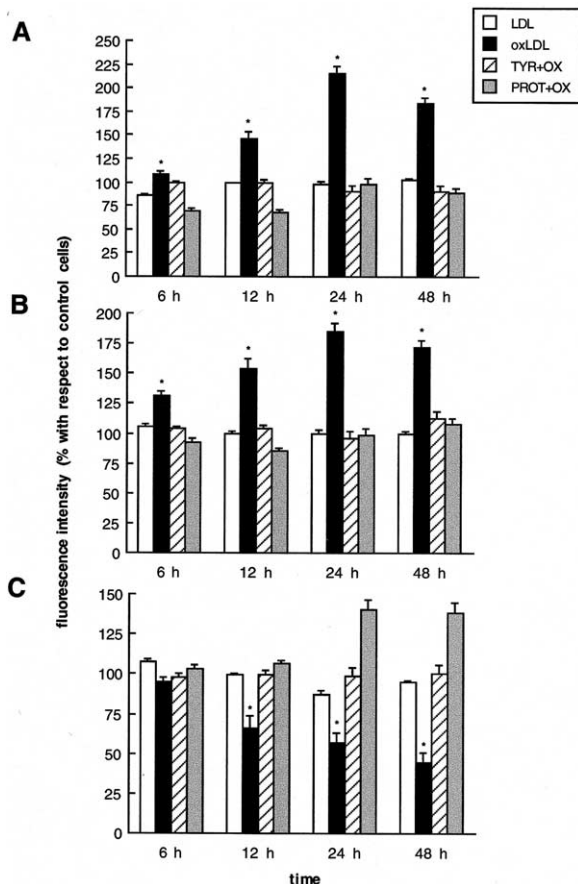 LDL
oxLDL
TYR+OX
PROT+OX
A
250
225
200
175
150
125
100
75
50
25
0
6 h 12 h 24 h 48 h
B
200
175
150
125
100
75
50
25
0
6 h 12 h 24 h 48 h
C
150
125
100
75
50
25
0
6 h 12 h 24 h 48 h
time
fluorescence intensity (% with respect to control cells)
* * * *
* * * *
* * *